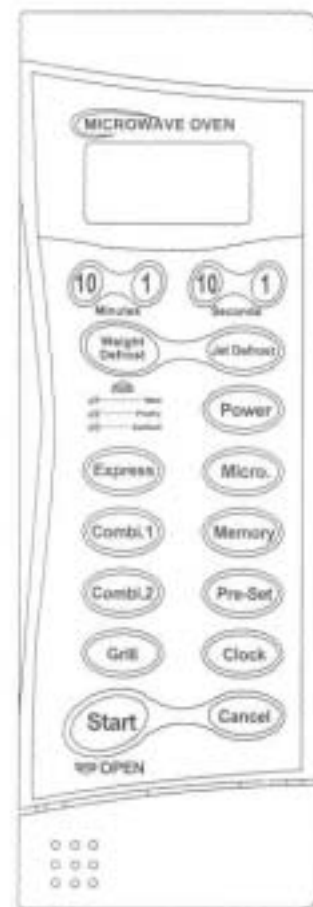 MICROWAVE OVEN
10 1 10 1
Minutes Seconds
Weight
Defrost
Jet Defrost
Power
Express Micro.
Combi.1 Memory
Combi.2 Pre-Set
Grill Clock
Start Cancel
OPEN